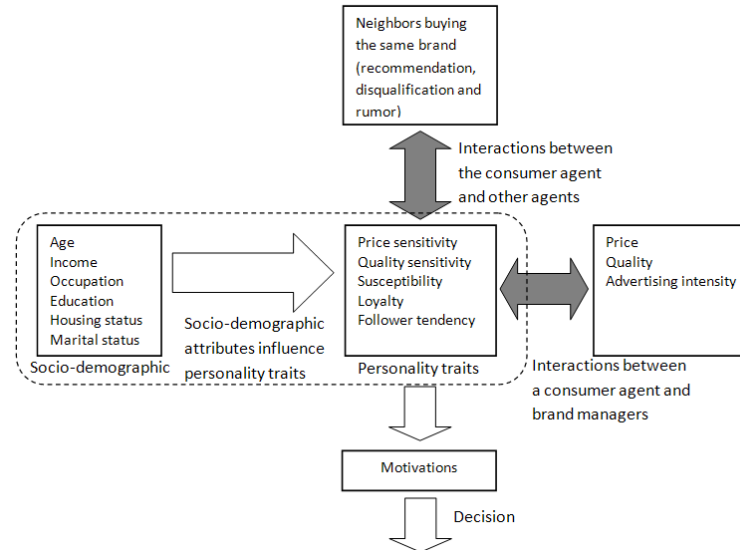 Neighbors buying
the same brand
(recommendation,
disqualification and
rumor)
Interactions between
the consumer agent
and other agents
Age
Income
Occupation
Education
Housing status
Marital status
Socio-demographic
Socio-demographic
attributes influence
personality traits
Price sensitivity
Quality sensitivity
Susceptibility
Loyalty
Follower tendency
Personality traits
Price
Quality
Advertising intensity
Interactions between
a consumer agent and
brand managers
Motivations
Decision